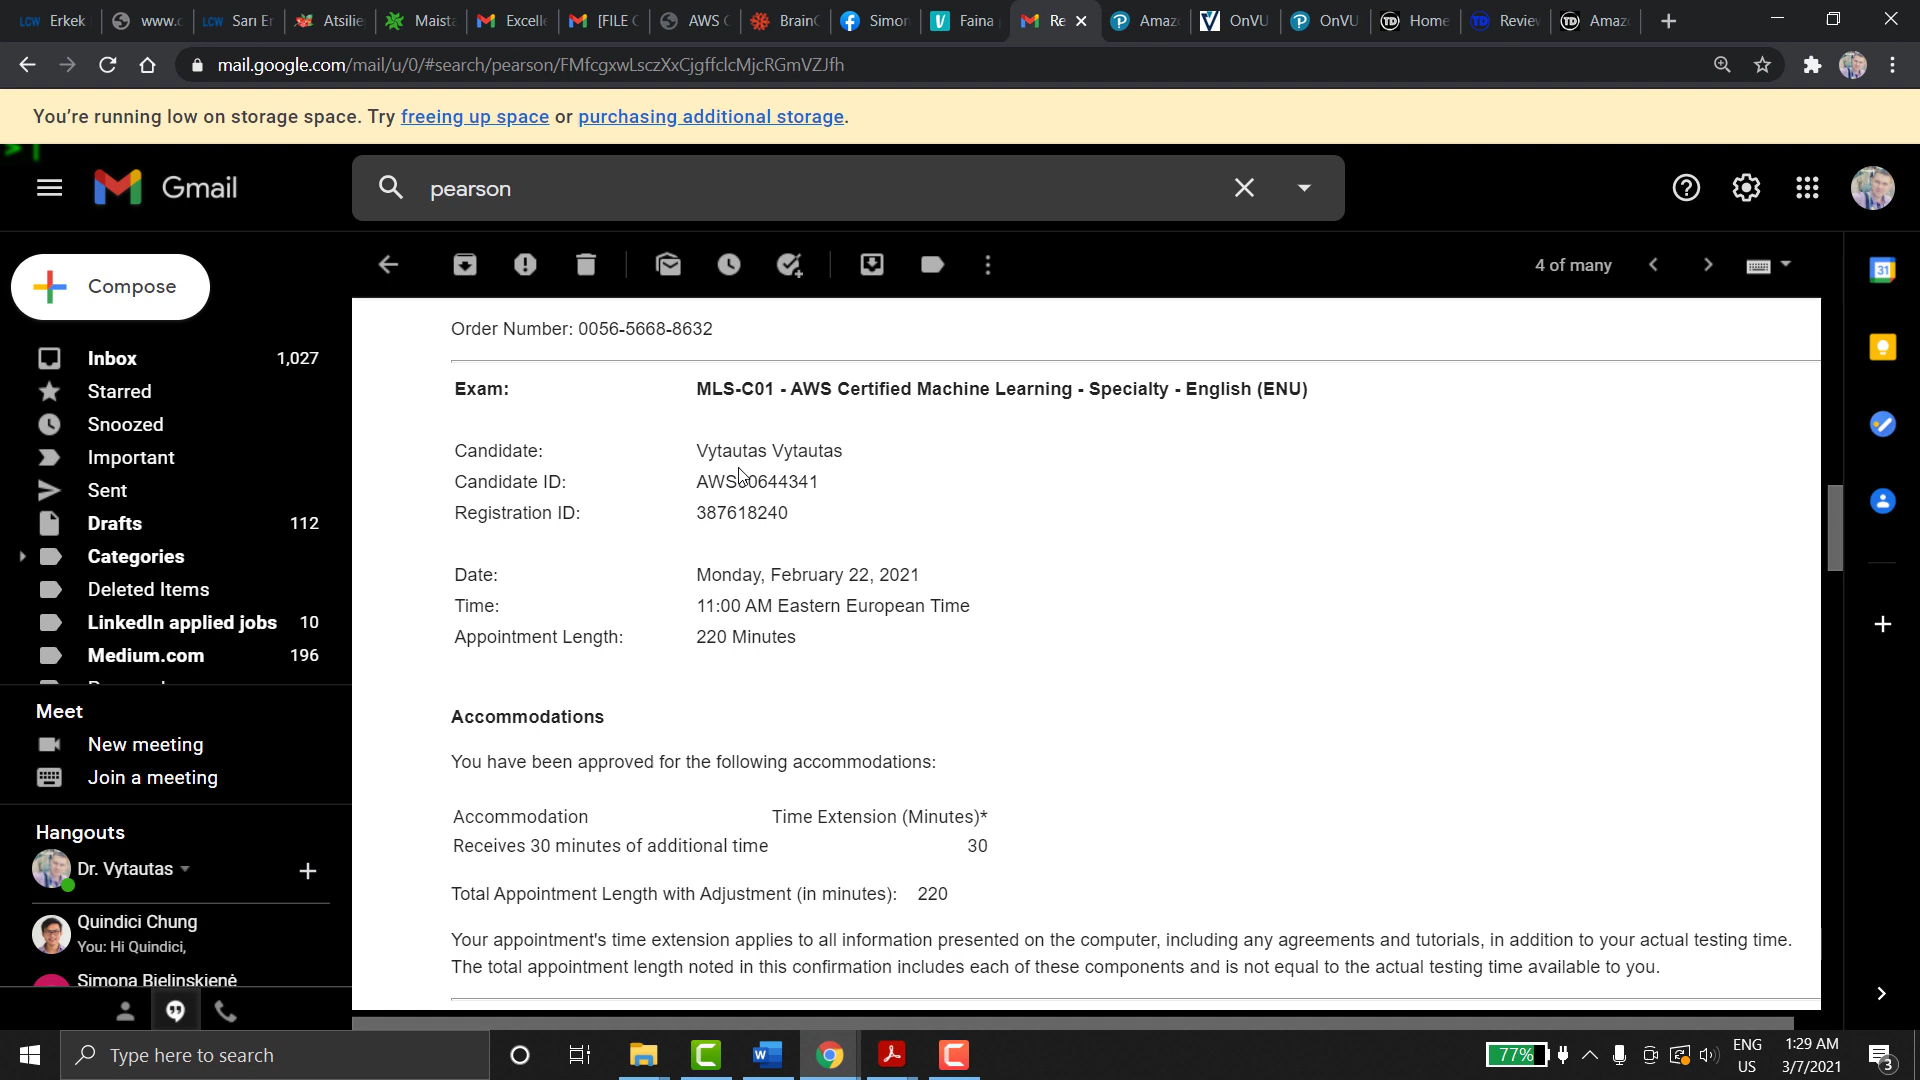 Erkek
www.c
Sarı Er
Atsilie
Maista
Excelle
[FILE C
AWS C
BrainC
Simon
Faina
Re
Amaz
OnVU
OnVU
Home
Review
Amaz
mail.google.com/mail/u/0/#search/pearson/FMfcgxwLsczXxCjgffclcMjcRGmVZJfh
You're running low on storage space. Try freeing up space or purchasing additional storage.
Gmail
pearson
Compose
4 of many
Inbox 1,027
Starred
Snoozed
Important
Sent
Drafts 112
Categories
Deleted Items
LinkedIn applied jobs 10
Medium.com 196
Meet
New meeting
Join a meeting
Hangouts
Dr. Vytautas
Quindici Chung
You: Hi Quindici,
Simona Bielinskienė
Order Number: 0056-5668-8632
Exam: MLS-C01 - AWS Certified Machine Learning - Specialty - English (ENU)
Candidate: Vytautas Vytautas
Candidate ID:
Registration ID: 387618240
Date: Monday, February 22, 2021
Time: 11:00 AM Eastern European Time
Appointment Length: 220 Minutes
Accommodations
You have been approved for the following accommodations:
Accommodation Time Extension (Minutes)*
Receives 30 minutes of additional time 30
Total Appointment Length with Adjustment (in minutes): 220
Your appointment's time extension applies to all information presented on the computer, including any agreements and tutorials, in addition to your actual testing time.
The total appointment length noted in this confirmation includes each of these components and is not equal to the actual testing time available to you.
Type here to search
77%
ENG
US
1:29 AM
3/7/2021
3
31